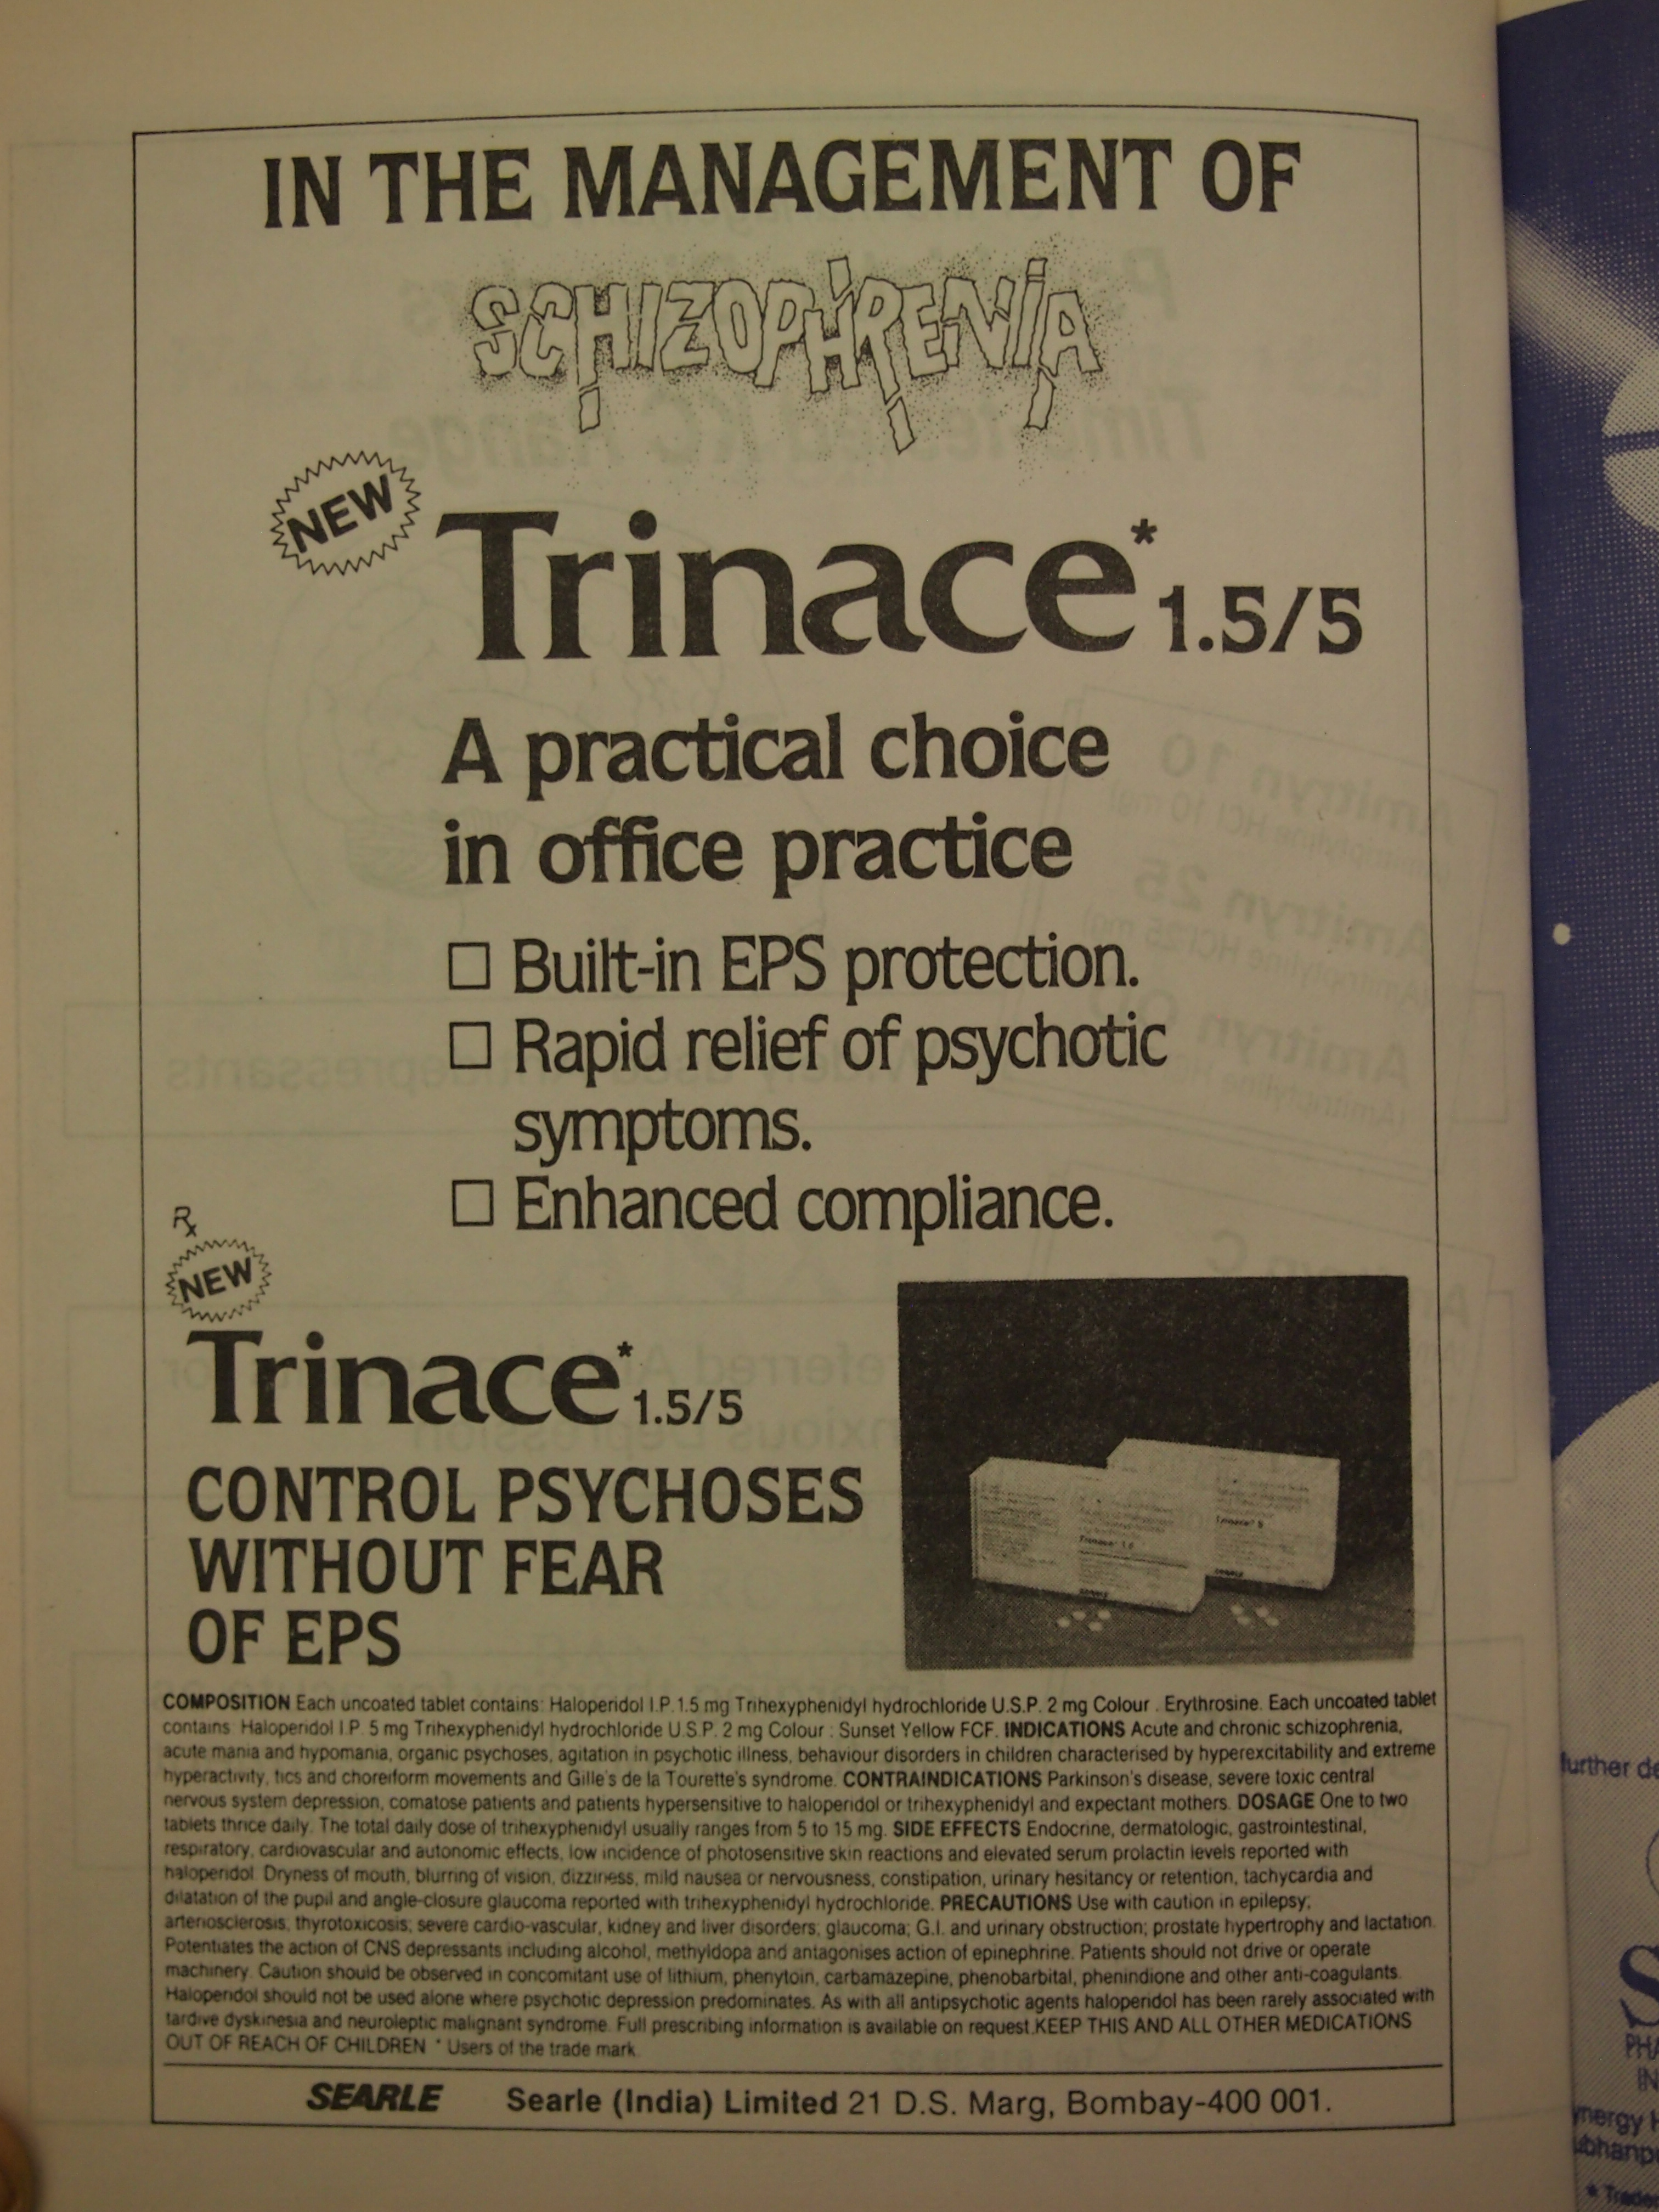 IN THE MANAGEMENT OF
SCHIZOPHRENIA
NEW
Trinace* 1.5/5
A practical choice
in office practice
□ Built-in EPS protection.
□ Rapid relief of psychotic
symptoms.
□ Enhanced compliance.
Rx
NEW
Trinace* 1.5/5
CONTROL PSYCHOSES
WITHOUT FEAR
OF EPS
COMPOSITION Each uncoated tablet contains: Haloperidol I.P. 1.5 mg Trihexyphenidyl hydrochloride U.S.P. 2 mg Colour : Erythrosine. Each uncoated tablet
contains: Haloperidol I.P. 5 mg Trihexyphenidyl hydrochloride U.S.P. 2 mg Colour : Sunset Yellow FCF. INDICATIONS Acute and chronic schizophrenia,
acute mania and hypomania, organic psychoses, agitation in psychotic illness, behaviour disorders in children characterised by hyperexcitability and extreme
hyperactivity, tics and choreiform movements and Gille's de la Tourette's syndrome. CONTRAINDICATIONS Parkinson's disease, severe toxic central
nervous system depression, comatose patients and patients hypersensitive to haloperidol or trihexyphenidyl and expectant mothers. DOSAGE One to two
tablets thrice daily. The total daily dose of trihexyphenidyl usually ranges from 5 to 15 mg. SIDE EFFECTS Endocrine, dermatologic, gastrointestinal,
respiratory, cardiovascular and autonomic effects, low incidence of photosensitive skin reactions and elevated serum prolactin levels reported with
haloperidol. Dryness of mouth, blurring of vision, dizziness, mild nausea or nervousness, constipation, urinary hesitancy or retention, tachycardia and
dilatation of the pupil and angle-closure glaucoma reported with trihexyphenidyl hydrochloride. PRECAUTIONS Use with caution in epilepsy;
arteriosclerosis; thyrotoxicosis; severe cardio-vascular, kidney and liver disorders; glaucoma; G.I. and urinary obstruction; prostate hypertrophy and lactation.
Potentiates the action of CNS depressants including alcohol, methyldopa and antagonises action of epinephrine. Patients should not drive or operate
machinery. Caution should be observed in concomitant use of lithium, phenytoin, carbamazepine, phenobarbital, phenindione and other anti-coagulants.
Haloperidol should not be used alone where psychotic depression predominates. As with all antipsychotic agents haloperidol has been rarely associated with
tardive dyskinesia and neuroleptic malignant syndrome. Full prescribing information is available on request. KEEP THIS AND ALL OTHER MEDICATIONS
OUT OF REACH OF CHILDREN * Users of the trade mark
SEARLE Searle (India) Limited 21 D.S. Marg, Bombay-400 001.
further de
S
PHA
IN